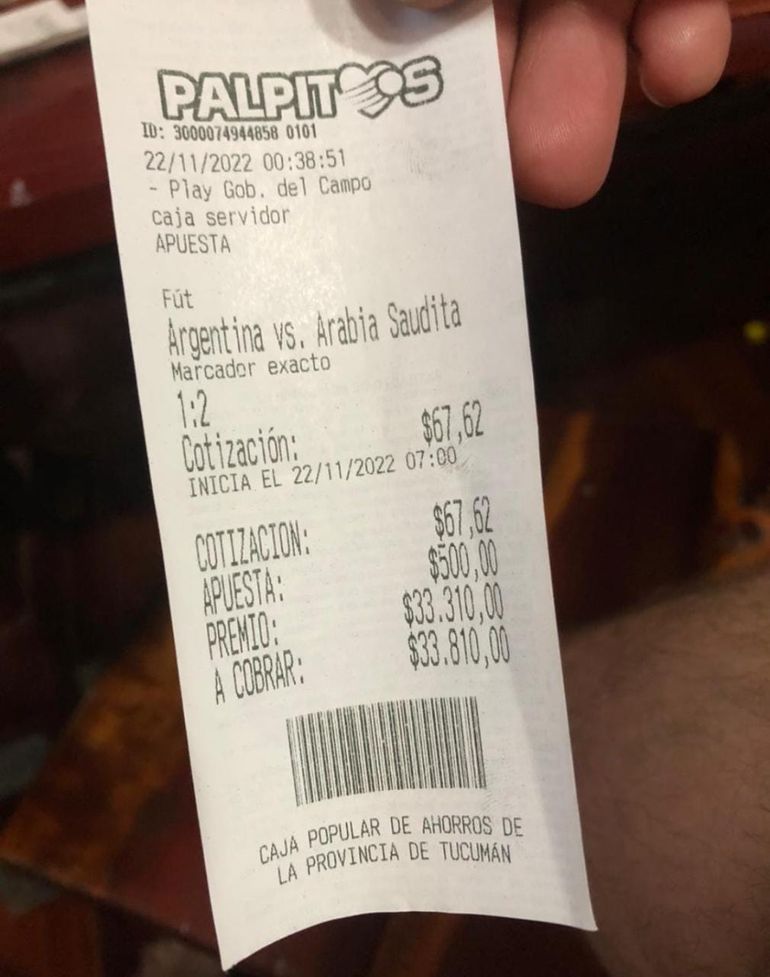 PALPITOS
ID: 3000074944858 0101
22/11/2022 00:38:51
- Play Gob. del Campo
caja servidor
APUESTA
Fút
Argentina vs. Arabia Saudita
Marcador exacto
1:2
Cotización: $67,62
INICIA EL 22/11/2022 07:00
COTIZACION: $67,62
APUESTA: $500,00
PREMIO: $33.310,00
A COBRAR: $33.810,00
CAJA POPULAR DE AHORROS DE
LA PROVINCIA DE TUCUMÁN